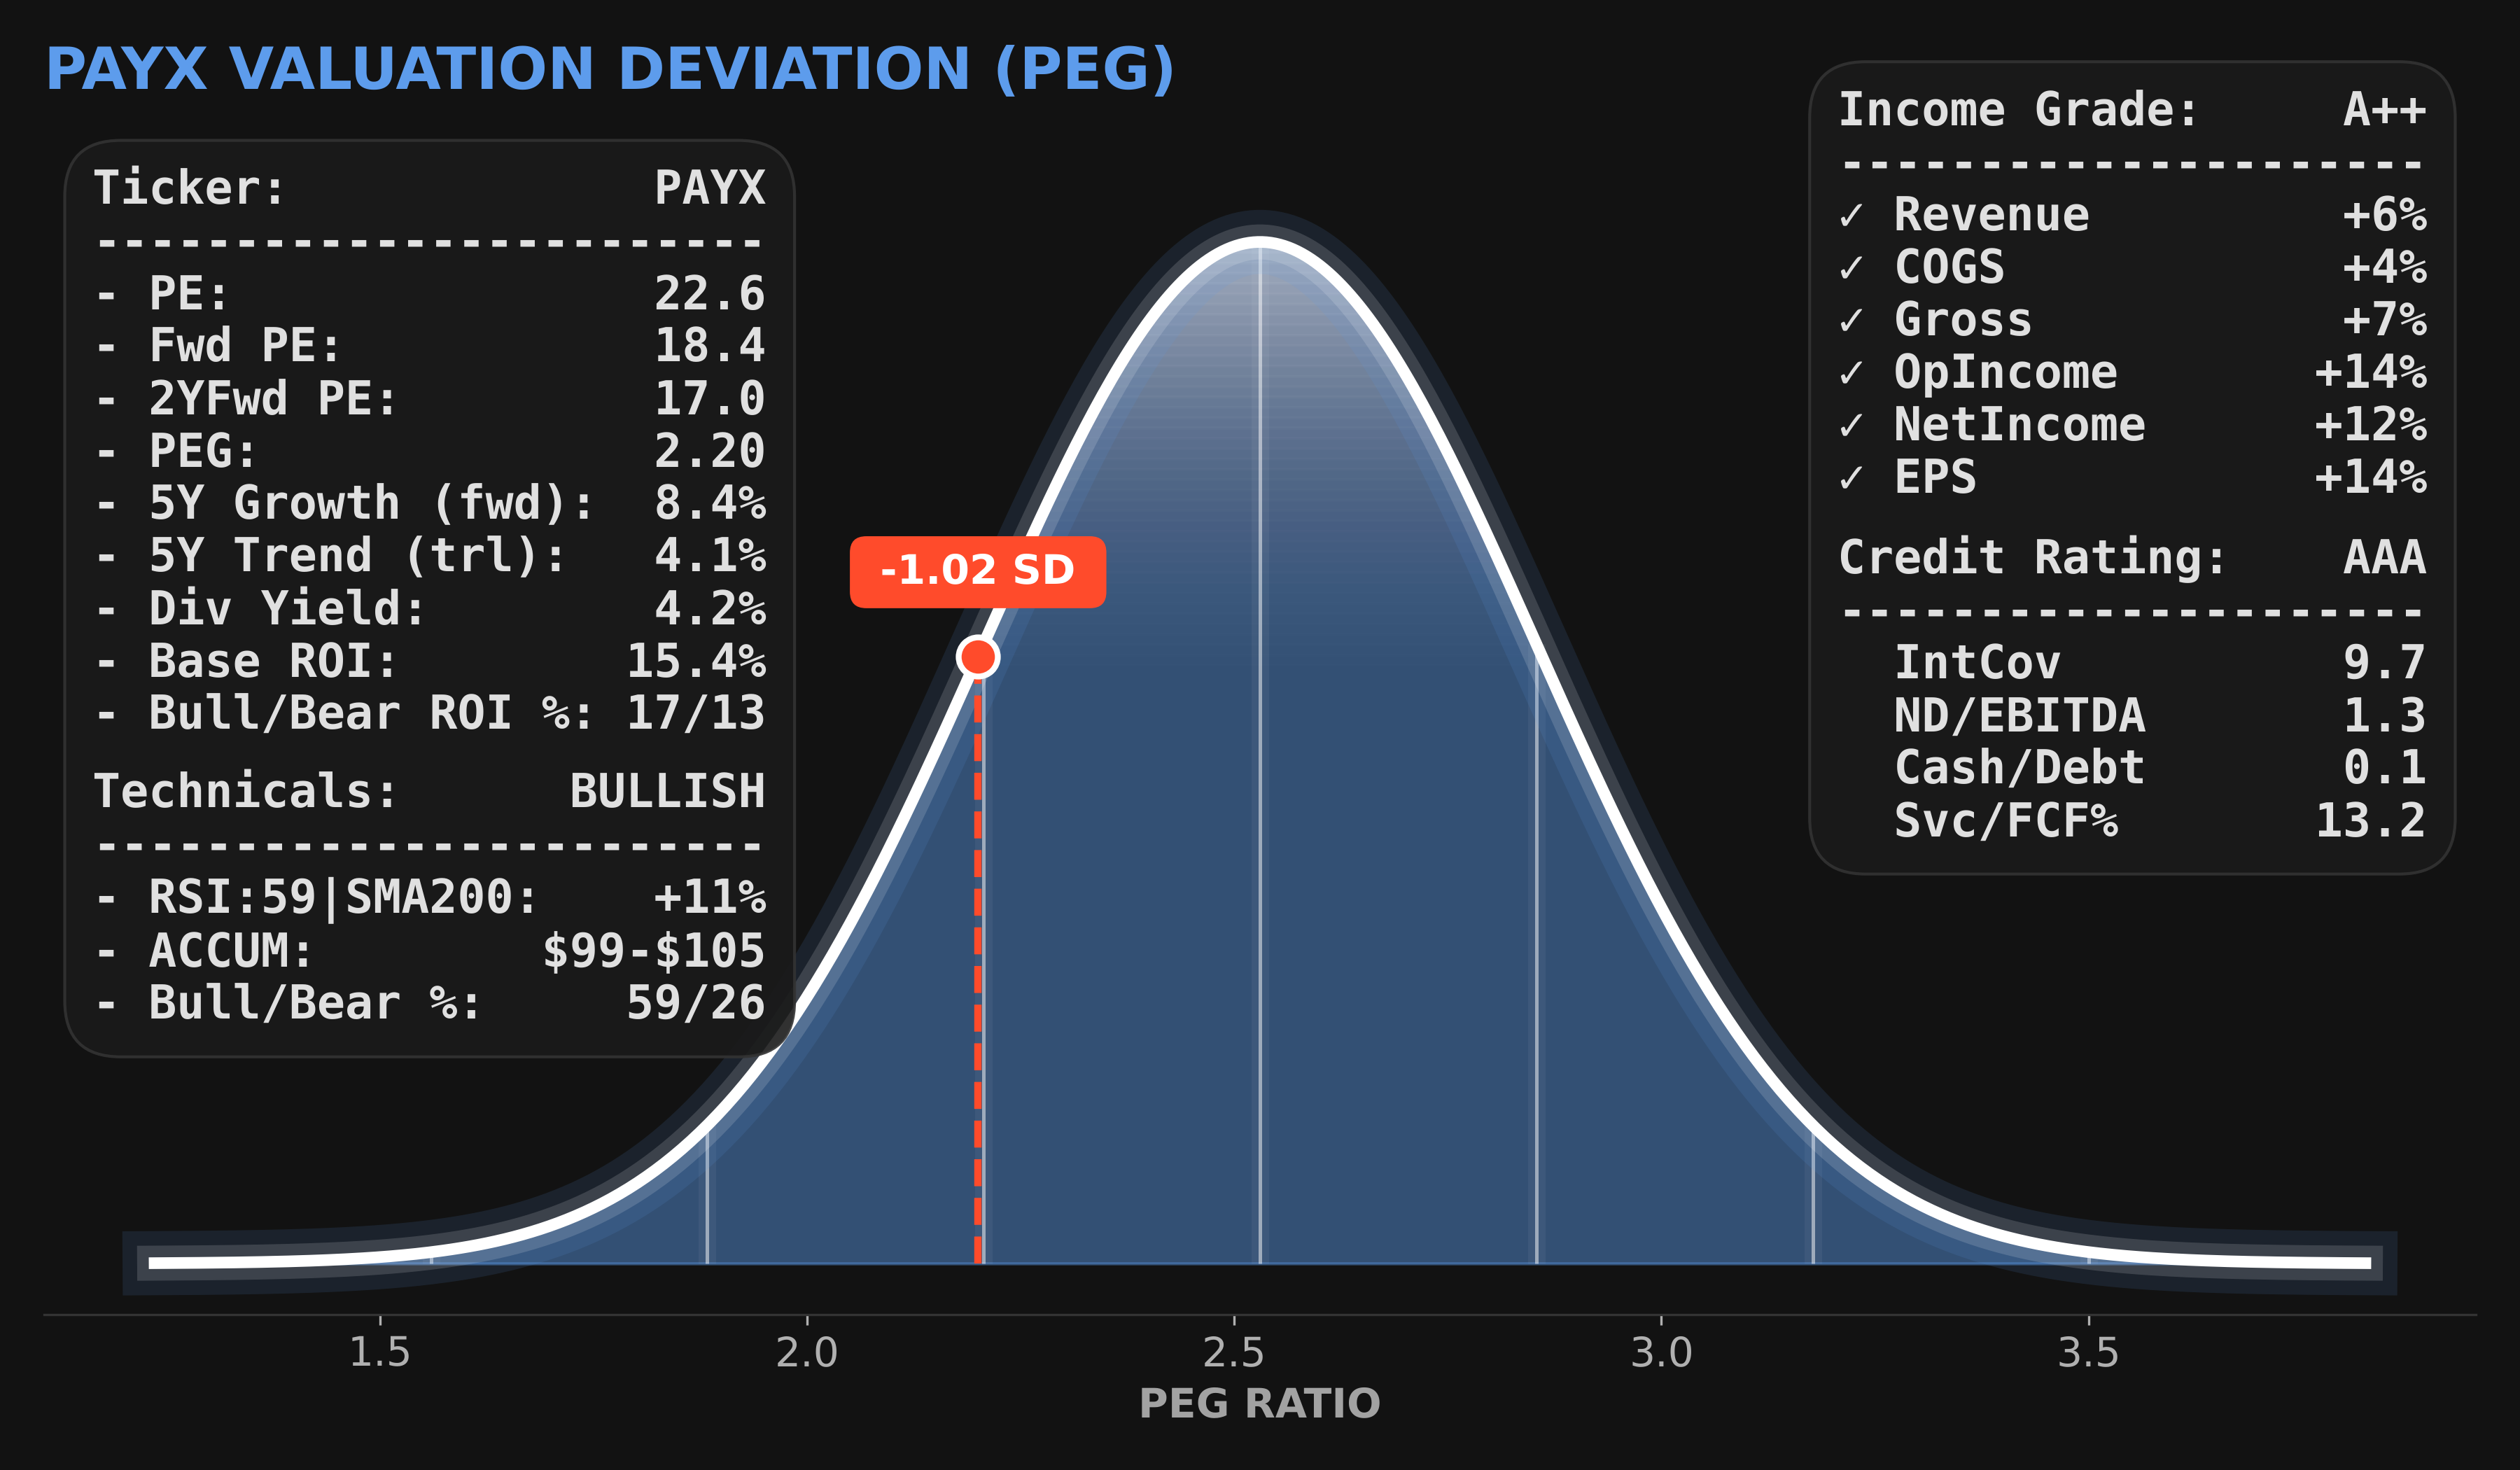 PAYX VALUATION DEVIATION (PEG)
Ticker: PAYX
--------------------------
- PE: 22.6
- Fwd PE: 18.4
- 2YFwd PE: 17.0
- PEG: 2.20
- 5Y Growth (fwd): 8.4%
- 5Y Trend (trl): 4.1%
- Div Yield: 4.2%
- Base ROI: 15.4%
- Bull/Bear ROI %: 17/13
Technicals: BULLISH
------------------------
- RSI:59|SMA200: +11%
- ACCUM: $99-$105
- Bull/Bear %: 59/26
-1.02 SD
Income Grade: A++
---------------------
✓ Revenue +6%
✓ COGS +4%
✓ Gross +7%
✓ OpIncome +14%
✓ NetIncome +12%
✓ EPS +14%
Credit Rating: AAA
---------------------
IntCov 9.7
ND/EBITDA 1.3
Cash/Debt 0.1
Svc/FCF% 13.2
1.5 2.0 2.5 3.0 3.5
PEG RATIO